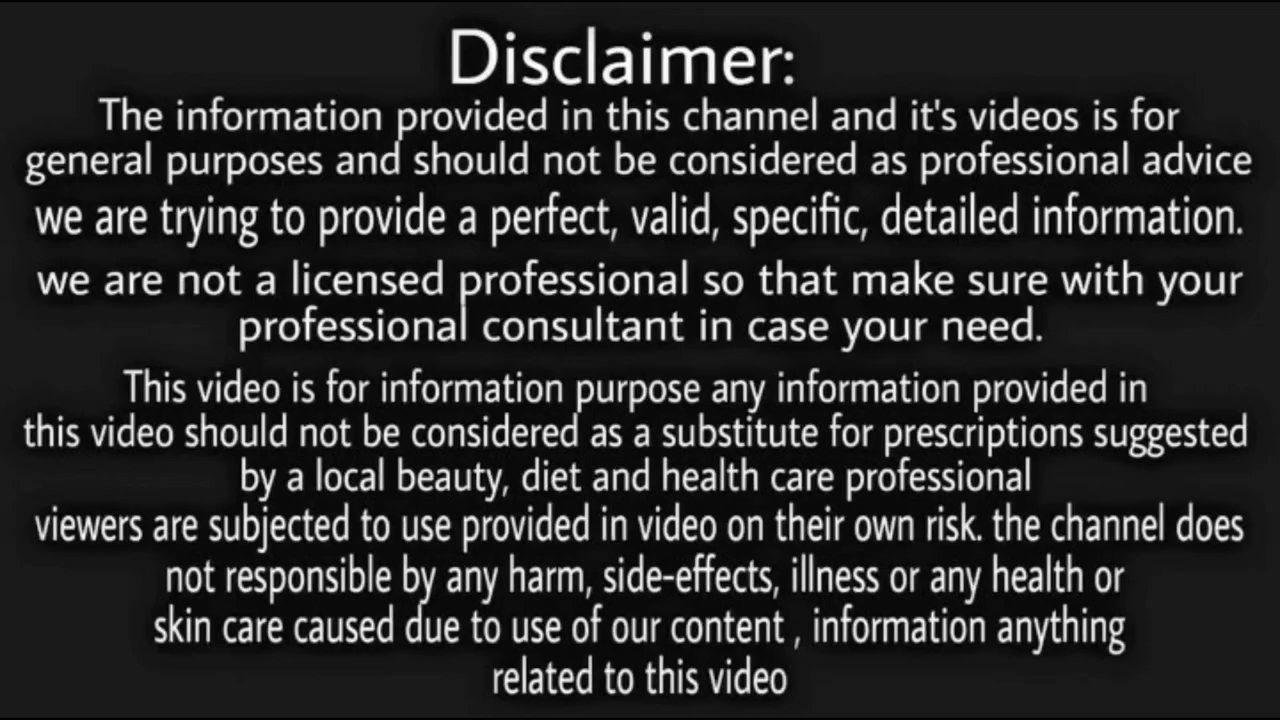 Disclaimer:
The information provided in this channel and it's videos is for
general purposes and should not be considered as professional advice
we are trying to provide a perfect, valid, specific, detailed information.
we are not a licensed professional so that make sure with your
professional consultant in case your need.
This video is for information purpose any information provided in
this video should not be considered as a substitute for prescriptions suggested
by a local beauty, diet and health care professional
viewers are subjected to use provided in video on their own risk. the channel does
not responsible by any harm, side-effects, illness or any health or
skin care caused due to use of our content , information anything
related to this video